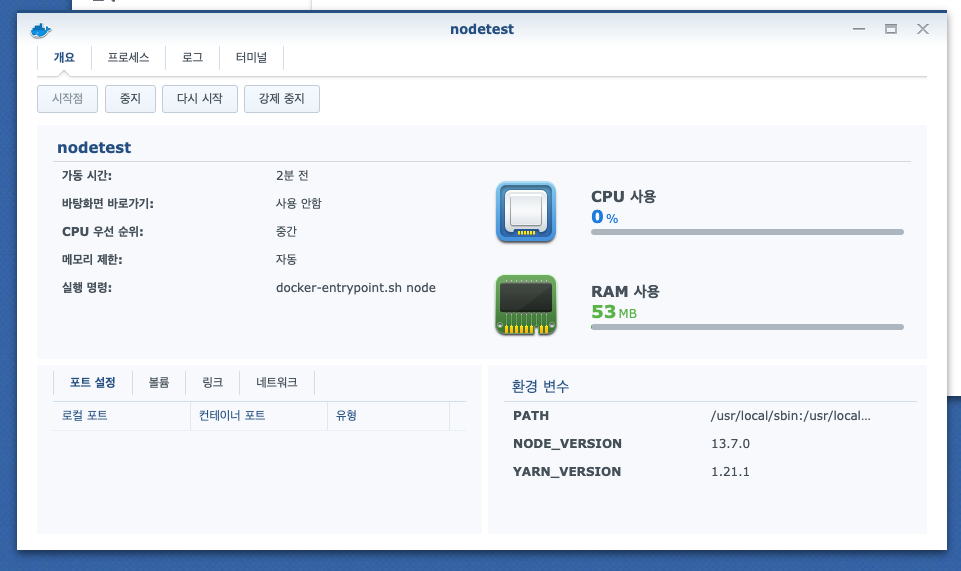 nodetest
개요 프로세스 로그 터미널
시작점 중지 다시 시작 강제 중지
nodetest
가동 시간: 2분 전
바탕화면 바로가기: 사용 안함
CPU 우선 순위: 중간
메모리 제한: 자동
실행 명령: docker-entrypoint.sh node
CPU 사용
0 %
RAM 사용
53 MB
포트 설정 볼륨 링크 네트워크
로컬 포트 컨테이너 포트 유형
환경 변수
PATH /usr/local/sbin:/usr/local...
NODE_VERSION 13.7.0
YARN_VERSION 1.21.1